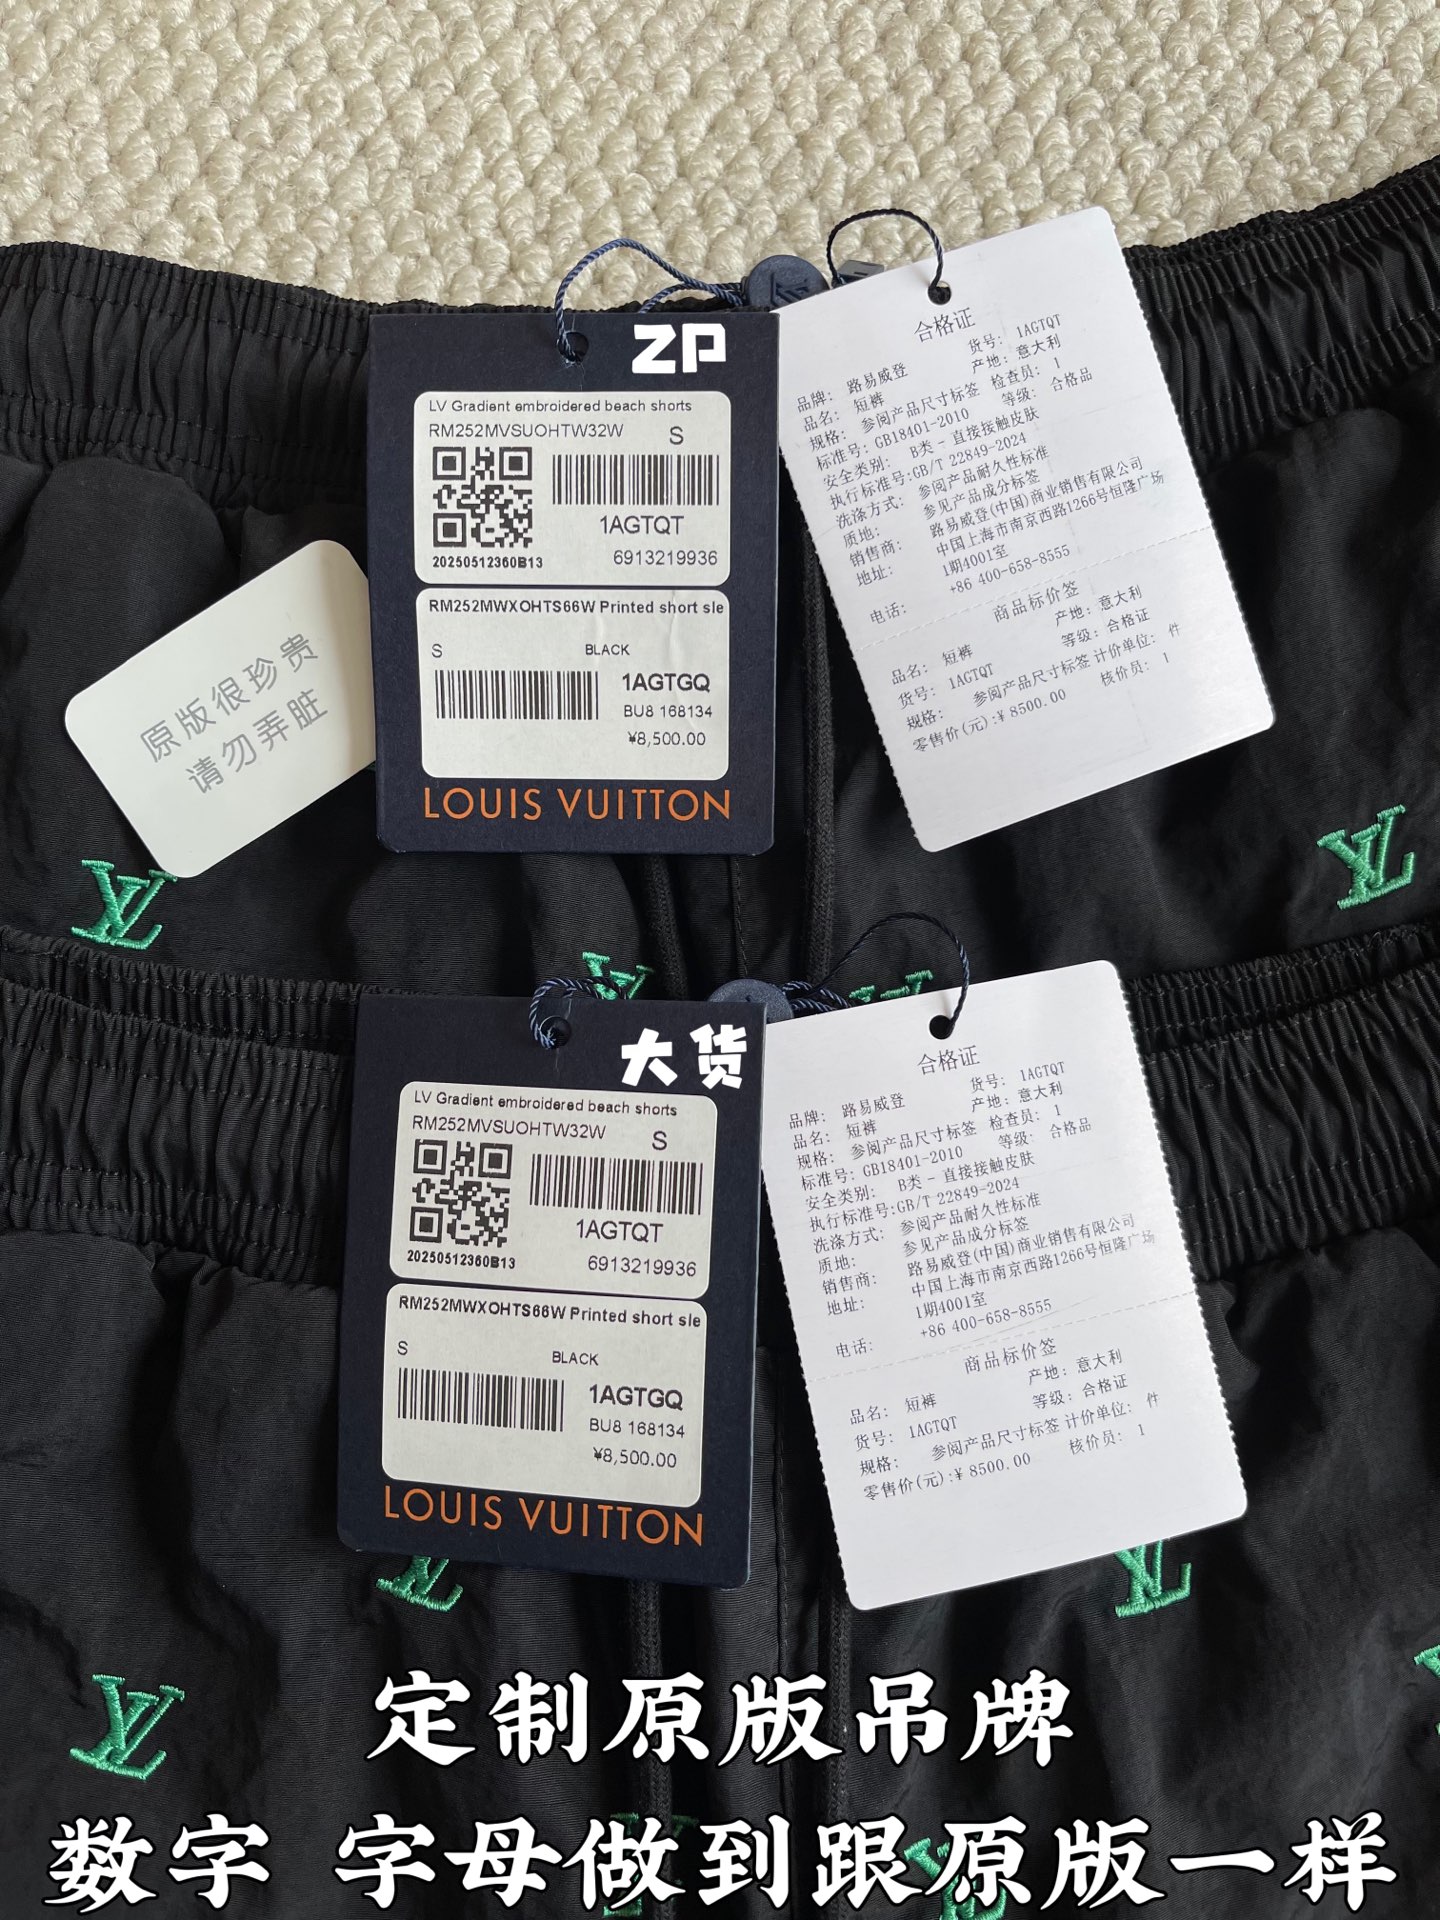 ZP
LV Gradient embroidered beach shorts
RM252MVSUOHTW32W
S
1AGTQT
20250512360B13
6913219936
RM252MWXOHTS66W Printed short sle
S
BLACK
1AGTGQ
BU8 168134
¥8,500.00
LOUIS VUITTON
合格证
货号: 1AGTQT
品牌: 路易威登
产地: 意大利
品名: 短裤
检查员: 1
规格: 参阅产品尺寸标签
等级: 合格品
标准号: GB18401-2010
安全类别: B类 - 直接接触皮肤
执行标准号:GB/T 22849-2024
洗涤方式: 参阅产品耐久性标准
质地: 参见产品成分标签
销售商: 路易威登(中国)商业销售有限公司
地址: 中国上海市南京西路1266号恒隆广场
1期4001室
电话: +86 400-658-8555
商品标价签
产地: 意大利
品名: 短裤
等级: 合格证
货号: 1AGTQT
规格: 参阅产品尺寸标签 计价单位: 件
零售价(元):¥ 8500.00
核价员: 1
原版很珍贵
请勿弄脏
大货
LV Gradient embroidered beach shorts
RM252MVSUOHTW32W
S
1AGTQT
20250512360B13
6913219936
RM252MWXOHTS66W Printed short sle
S
BLACK
1AGTGQ
BU8 168134
¥8,500.00
LOUIS VUITTON
合格证
货号: 1AGTQT
品牌: 路易威登
产地: 意大利
品名: 短裤
检查员: 1
规格: 参阅产品尺寸标签
等级: 合格品
标准号: GB18401-2010
安全类别: B类 - 直接接触皮肤
执行标准号:GB/T 22849-2024
洗涤方式: 参阅产品耐久性标准
质地: 参见产品成分标签
销售商: 路易威登(中国)商业销售有限公司
地址: 中国上海市南京西路1266号恒隆广场
1期4001室
电话: +86 400-658-8555
商品标价签
产地: 意大利
品名: 短裤
等级: 合格证
货号: 1AGTQT
规格: 参阅产品尺寸标签 计价单位: 件
零售价(元):¥ 8500.00
核价员: 1
定制原版吊牌
数字 字母做到跟原版一样